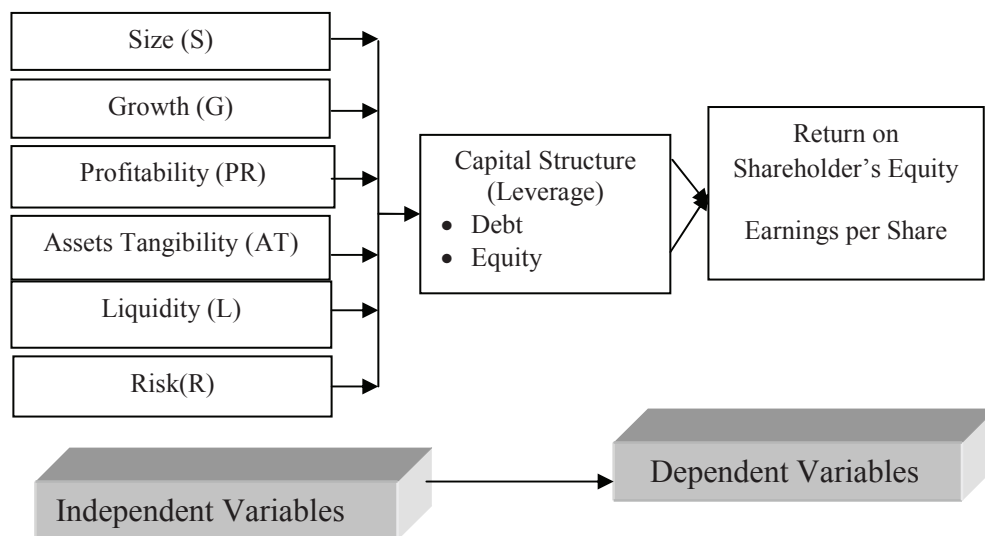 Size (S)
Growth (G)
Profitability (PR)
Assets Tangibility (AT)
Liquidity (L)
Risk(R)
Capital Structure
(Leverage)
• Debt
• Equity
Return on
Shareholder’s Equity
Earnings per Share
Independent Variables
Dependent Variables